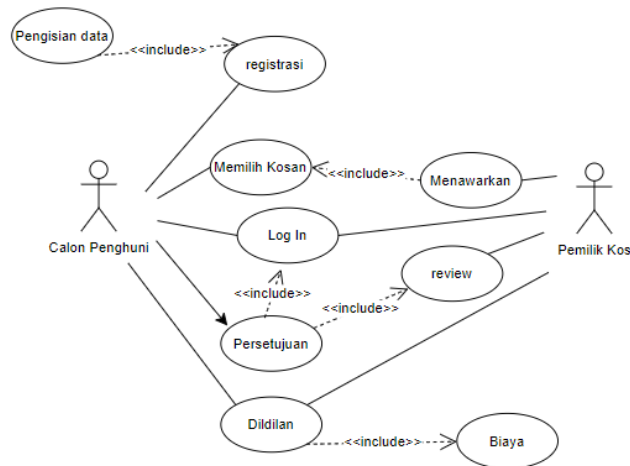 Pengisian data
<<include>>
registrasi
Memilih Kosan
<<include>>
Menawarkan
Calon Penghuni
Log In
Pemilik Kos
review
<<include>>
<<include>>
Persetujuan
Dildilan
<<include>>
Biaya